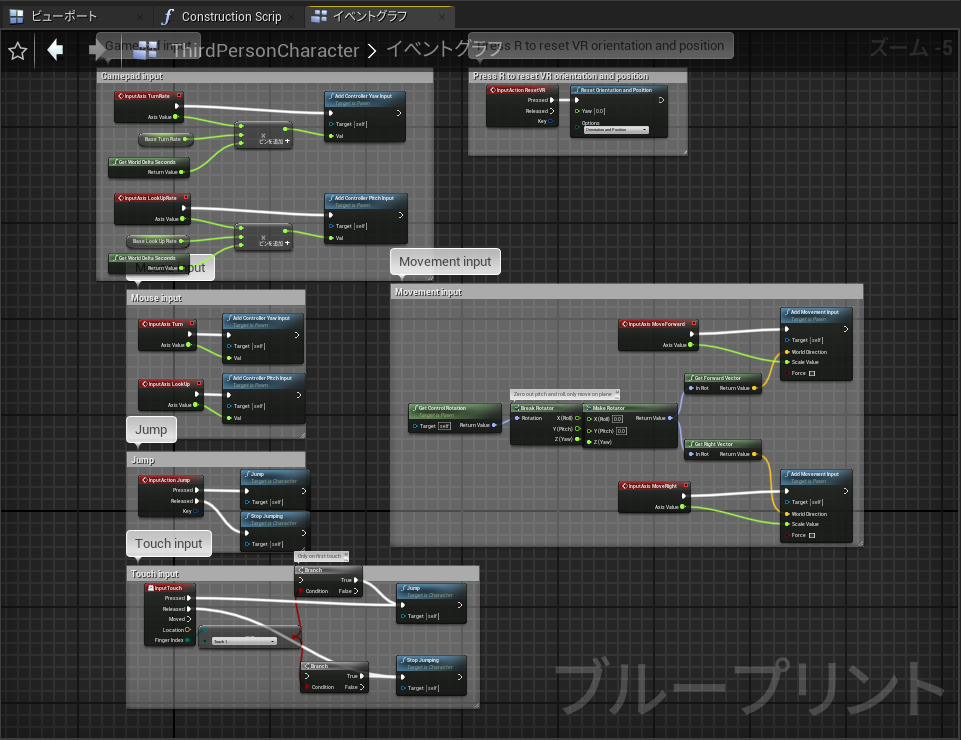 ビューポート
Construction Scrip
イベントグラフ
ThirdPersonCharacter > イベントグラフ
ズーム -5
Gamepad input
Press R to reset VR orientation and position
Gamepad input
InputAxis TurnRate
Axis Value
Base Turn Rate
Get World Delta Seconds
Return Value
ピンを追加 +
Add Controller Yaw Input
Target is Pawn
Target [self]
Val
InputAxis LookUpRate
Axis Value
Base Look Up Rate
Get World Delta Seconds
Return Value
ピンを追加 +
Add Controller Pitch Input
Target is Pawn
Target [self]
Val
Press R to reset VR orientation and position
InputAction ResetVR
Pressed
Released
Key
Reset Orientation and Position
Yaw [0.0]
Options
Orientation and Position
Mouse input
InputAxis Turn
Axis Value
Add Controller Yaw Input
Target is Pawn
Target [self]
Val
InputAxis LookUp
Axis Value
Add Controller Pitch Input
Target is Pawn
Target [self]
Val
Movement input
Movement input
InputAxis MoveForward
Axis Value
Add Movement Input
Target is Pawn
Target [self]
World Direction
Scale Value
Force
Get Forward Vector
In Rot
Return Value
Zero out pitch and roll, only move on plane
Get Control Rotation
Target [self]
Return Value
Break Rotator
Rotation
X (Roll)
Y (Pitch)
Z (Yaw)
Make Rotator
X (Roll) [0.0]
Y (Pitch) [0.0]
Z (Yaw)
Return Value
Get Right Vector
In Rot
Return Value
InputAxis MoveRight
Axis Value
Add Movement Input
Target is Pawn
Target [self]
World Direction
Scale Value
Force
Jump
Jump
InputAction Jump
Pressed
Released
Key
Jump
Target is Character
Target [self]
Stop Jumping
Target is Character
Target [self]
Touch input
Touch input
InputTouch
Pressed
Released
Moved
Location
Finger Index
Touch 1
Only on first touch
Branch
Condition
True
False
Branch
Condition
True
False
Jump
Target is Character
Target [self]
Stop Jumping
Target is Character
Target [self]
ブループリント